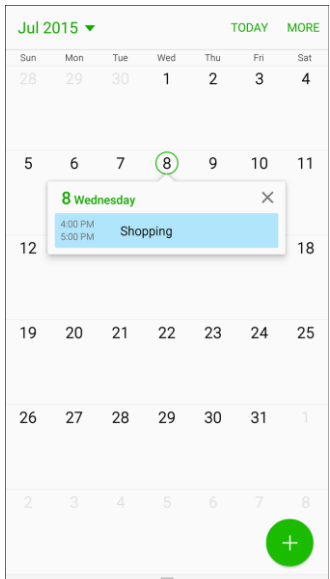 Jul 2015 TODAY MORE
Sun Mon Tue Wed Thu Fri Sat
28 29 30 1 2 3 4
5 6 7 8 9 10 11
8 Wednesday
4:00 PM
5:00 PM
Shopping
12 18
19 20 21 22 23 24 25
26 27 28 29 30 31 1
2 3 4 5 6 7 8